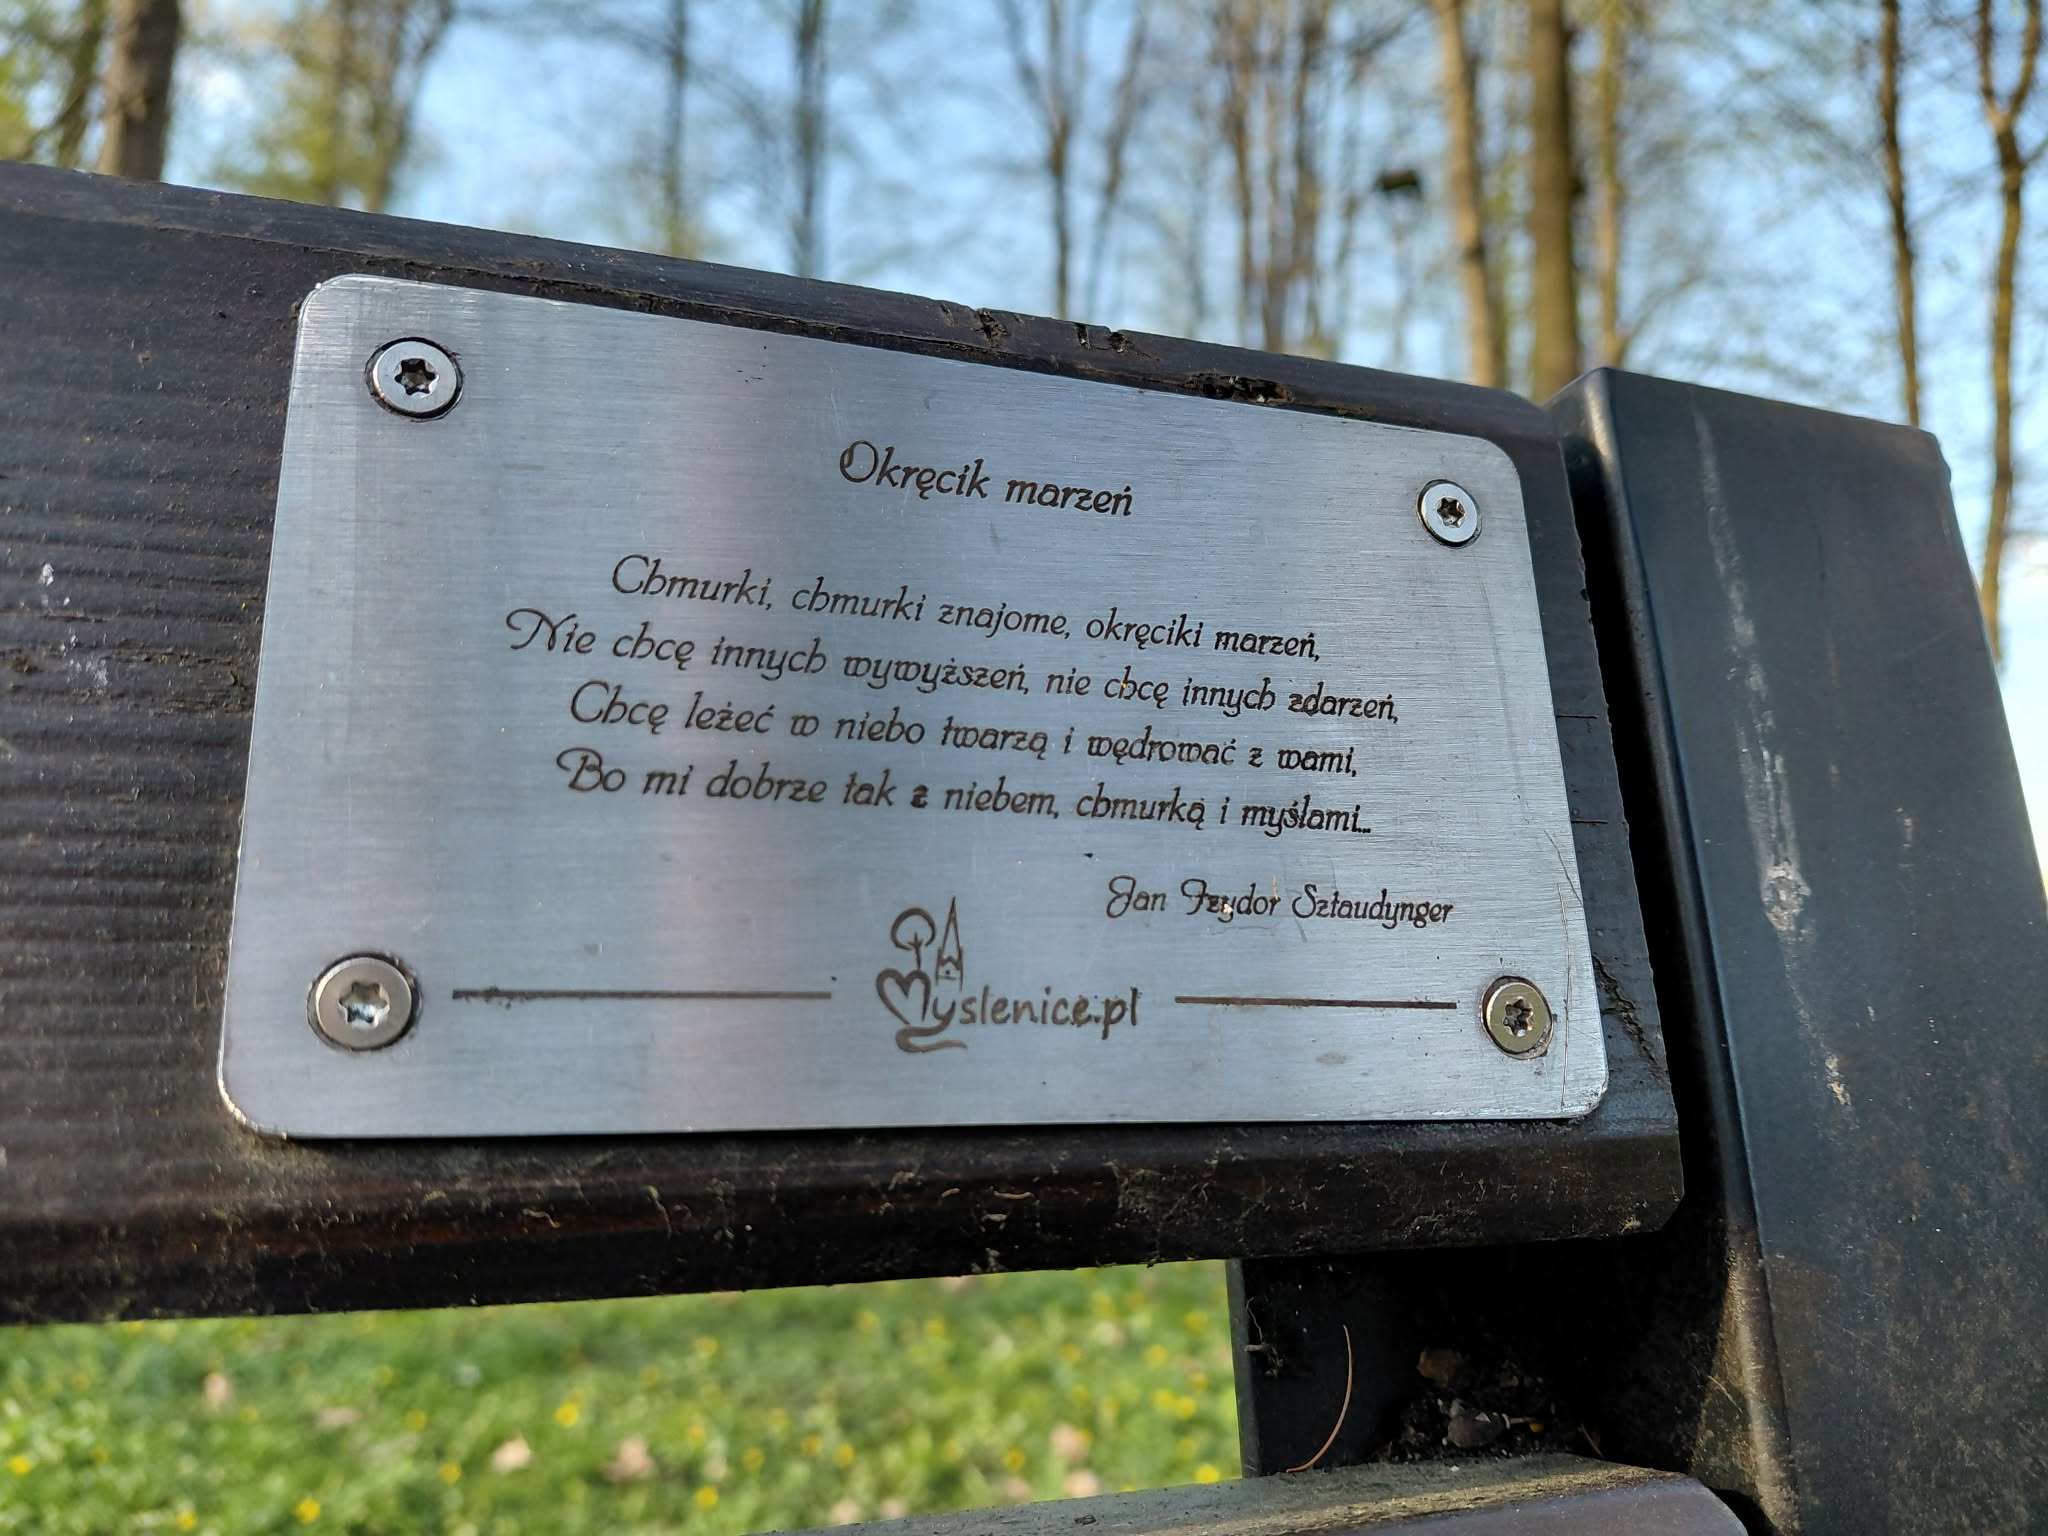 Okręcik marzeń
Chmurki, chmurki znajome, okręciki marzeń,
Nie chcę innych wywyższeń, nie chcę innych zdarzeń,
Chcę leżeć w niebo twarzą i wędrować z wami,
Bo mi dobrze tak z niebem, chmurką i myślami...
Jan Izydor Sztaudynger
Myslenice.pl